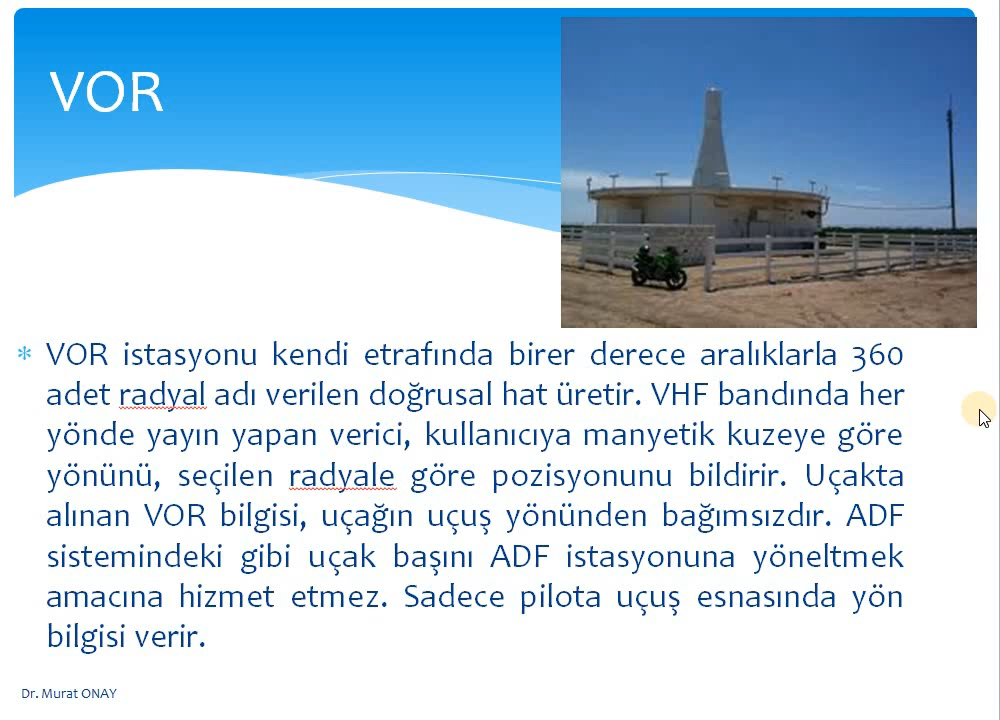 VOR
VOR istasyonu kendi etrafında birer derece aralıklarla 360
adet radyal adı verilen doğrusal hat üretir. VHF bandında her
yönde yayın yapan verici, kullanıcıya manyetik kuzeye göre
yönünü, seçilen radyale göre pozisyonunu bildirir. Uçakta
alınan VOR bilgisi, uçağın uçuş yönünden bağımsızdır. ADF
sistemindeki gibi uçak başını ADF istasyonuna yöneltmek
amacına hizmet etmez. Sadece pilota uçuş esnasında yön
bilgisi verir.
Dr. Murat ONAY